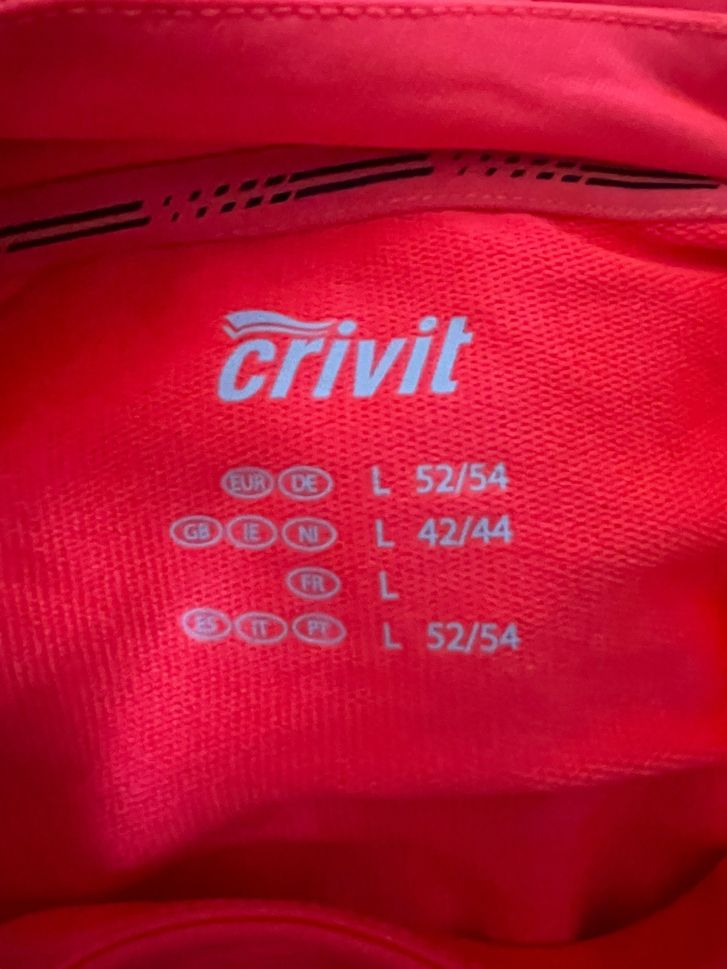 crivit
EUR DE L 52/54
GB IE NI L 42/44
FR L
ES IT PT L 52/54